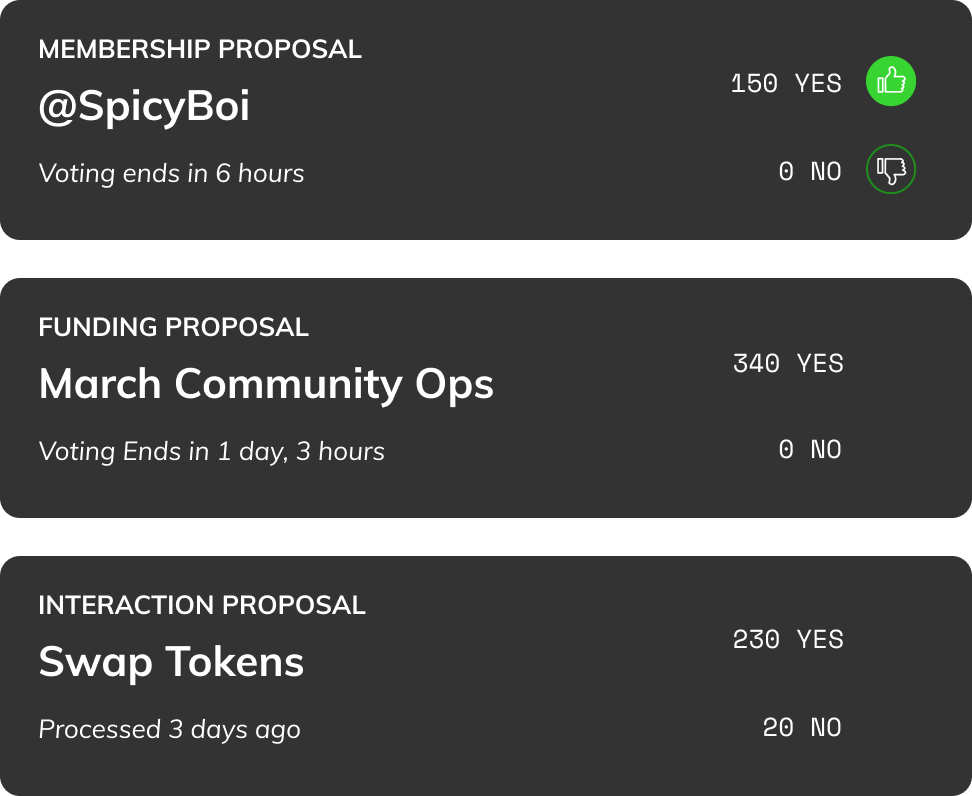 MEMBERSHIP PROPOSAL
@SpicyBoi
Voting ends in 6 hours
150 YES
0 NO
FUNDING PROPOSAL
March Community Ops
Voting Ends in 1 day, 3 hours
340 YES
0 NO
INTERACTION PROPOSAL
Swap Tokens
Processed 3 days ago
230 YES
20 NO